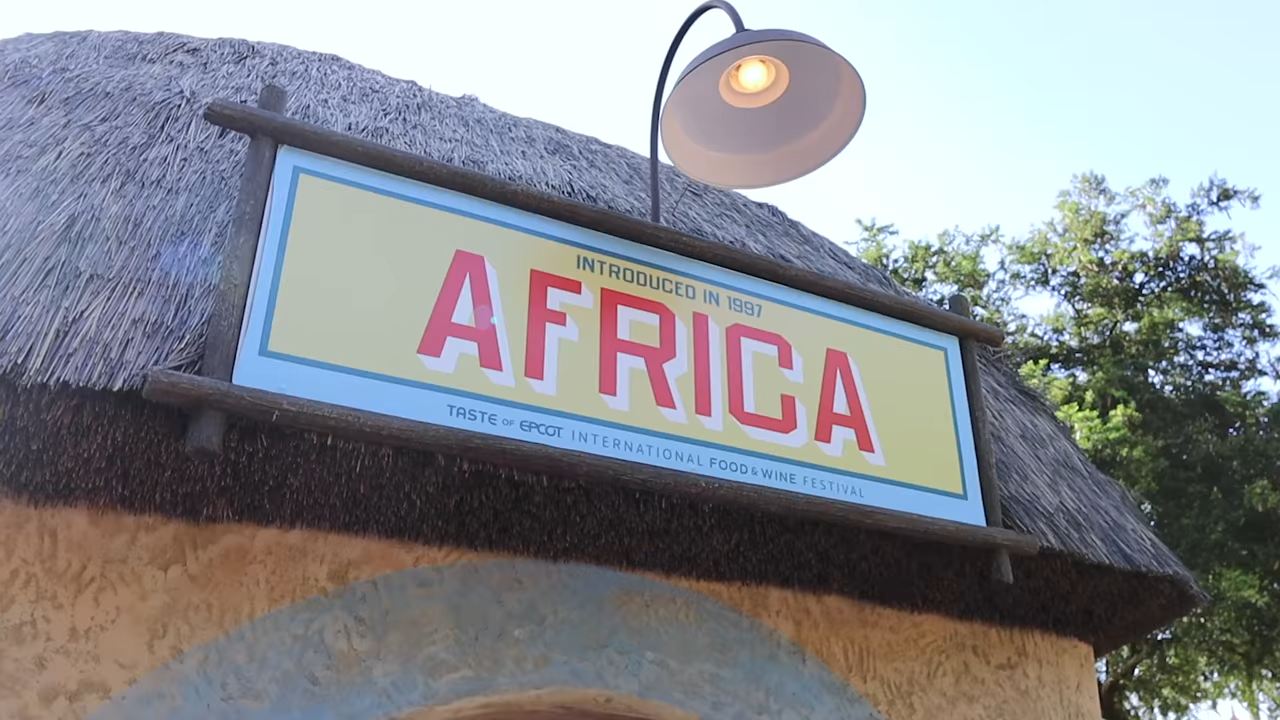 INTRODUCED IN 1997
AFRICA
TASTE OF EPCOT INTERNATIONAL FOOD & WINE FESTIVAL